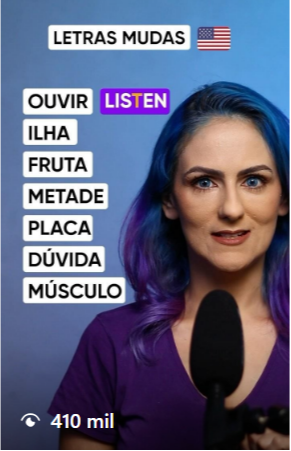 LETRAS MUDAS
OUVIR LISTEN
ILHA
FRUTA
METADE
PLACA
DÚVIDA
MÚSCULO
410 mil